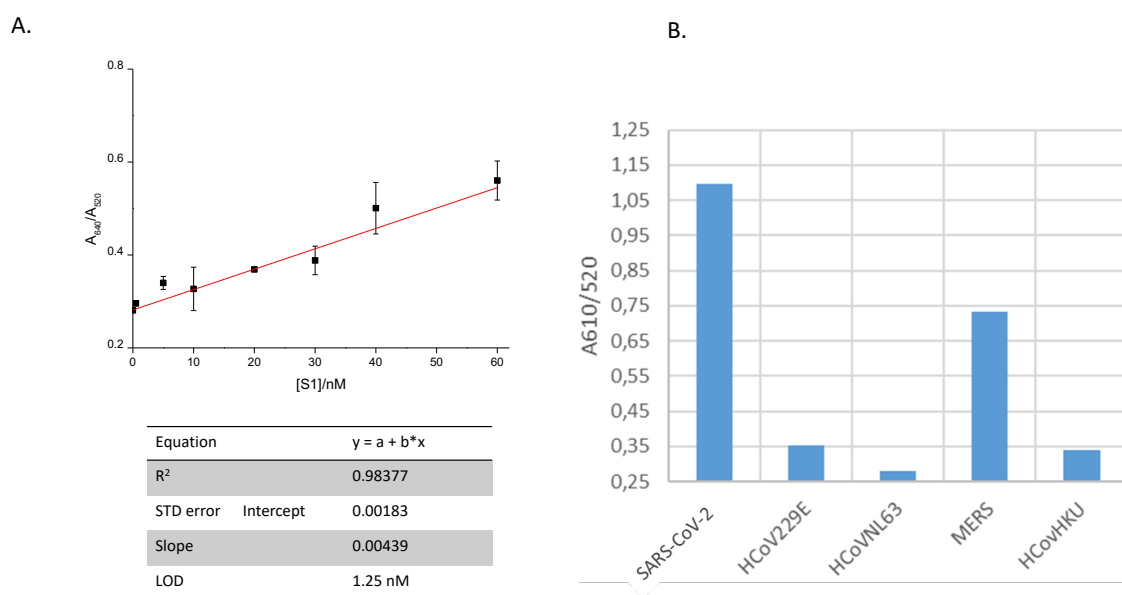 A.
B.
0.8
0.6
0.4
0.2
A640/A520
0 10 20 30 40 50 60
[S1]/nM
Equation y = a + b*x
R2 0.98377
STD error Intercept 0.00183
Slope 0.00439
LOD 1.25 nM
1,25
1,15
1,05
0,95
0,85
0,75
0,65
0,55
0,45
0,35
0,25
A610/520
SARS-CoV-2
HCoV229E
HCoVNL63
MERS
HCovHKU